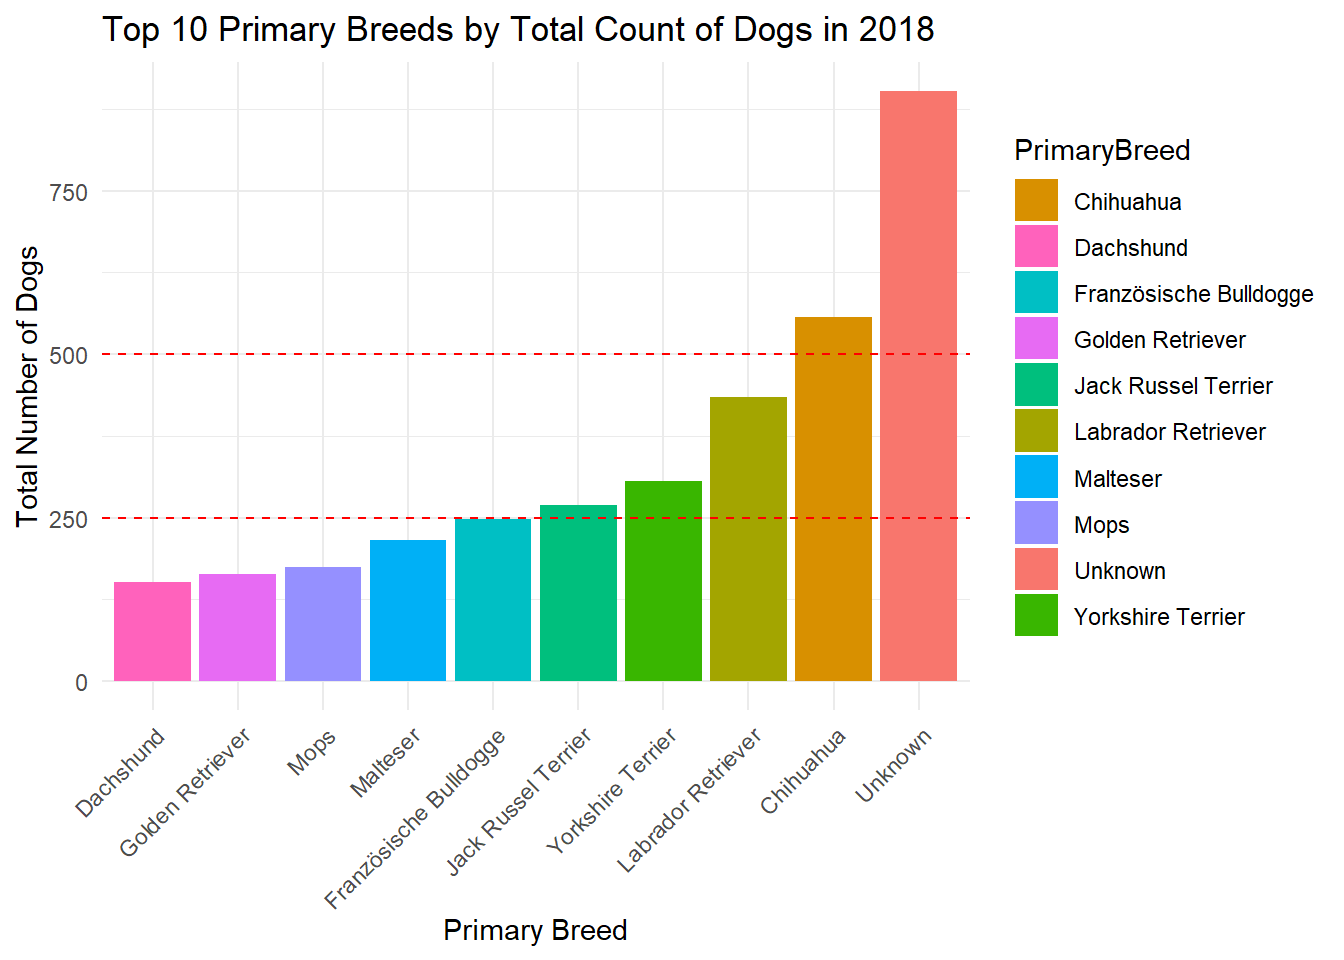 Top 10 Primary Breeds by Total Count of Dogs in 2018
Total Number of Dogs
750
500
250
0
Dachshund
Golden Retriever
Mops
Malteser
Französische Bulldogge
Jack Russel Terrier
Yorkshire Terrier
Labrador Retriever
Chihuahua
Unknown
Primary Breed
PrimaryBreed
Chihuahua
Dachshund
Französische Bulldogge
Golden Retriever
Jack Russel Terrier
Labrador Retriever
Malteser
Mops
Unknown
Yorkshire Terrier